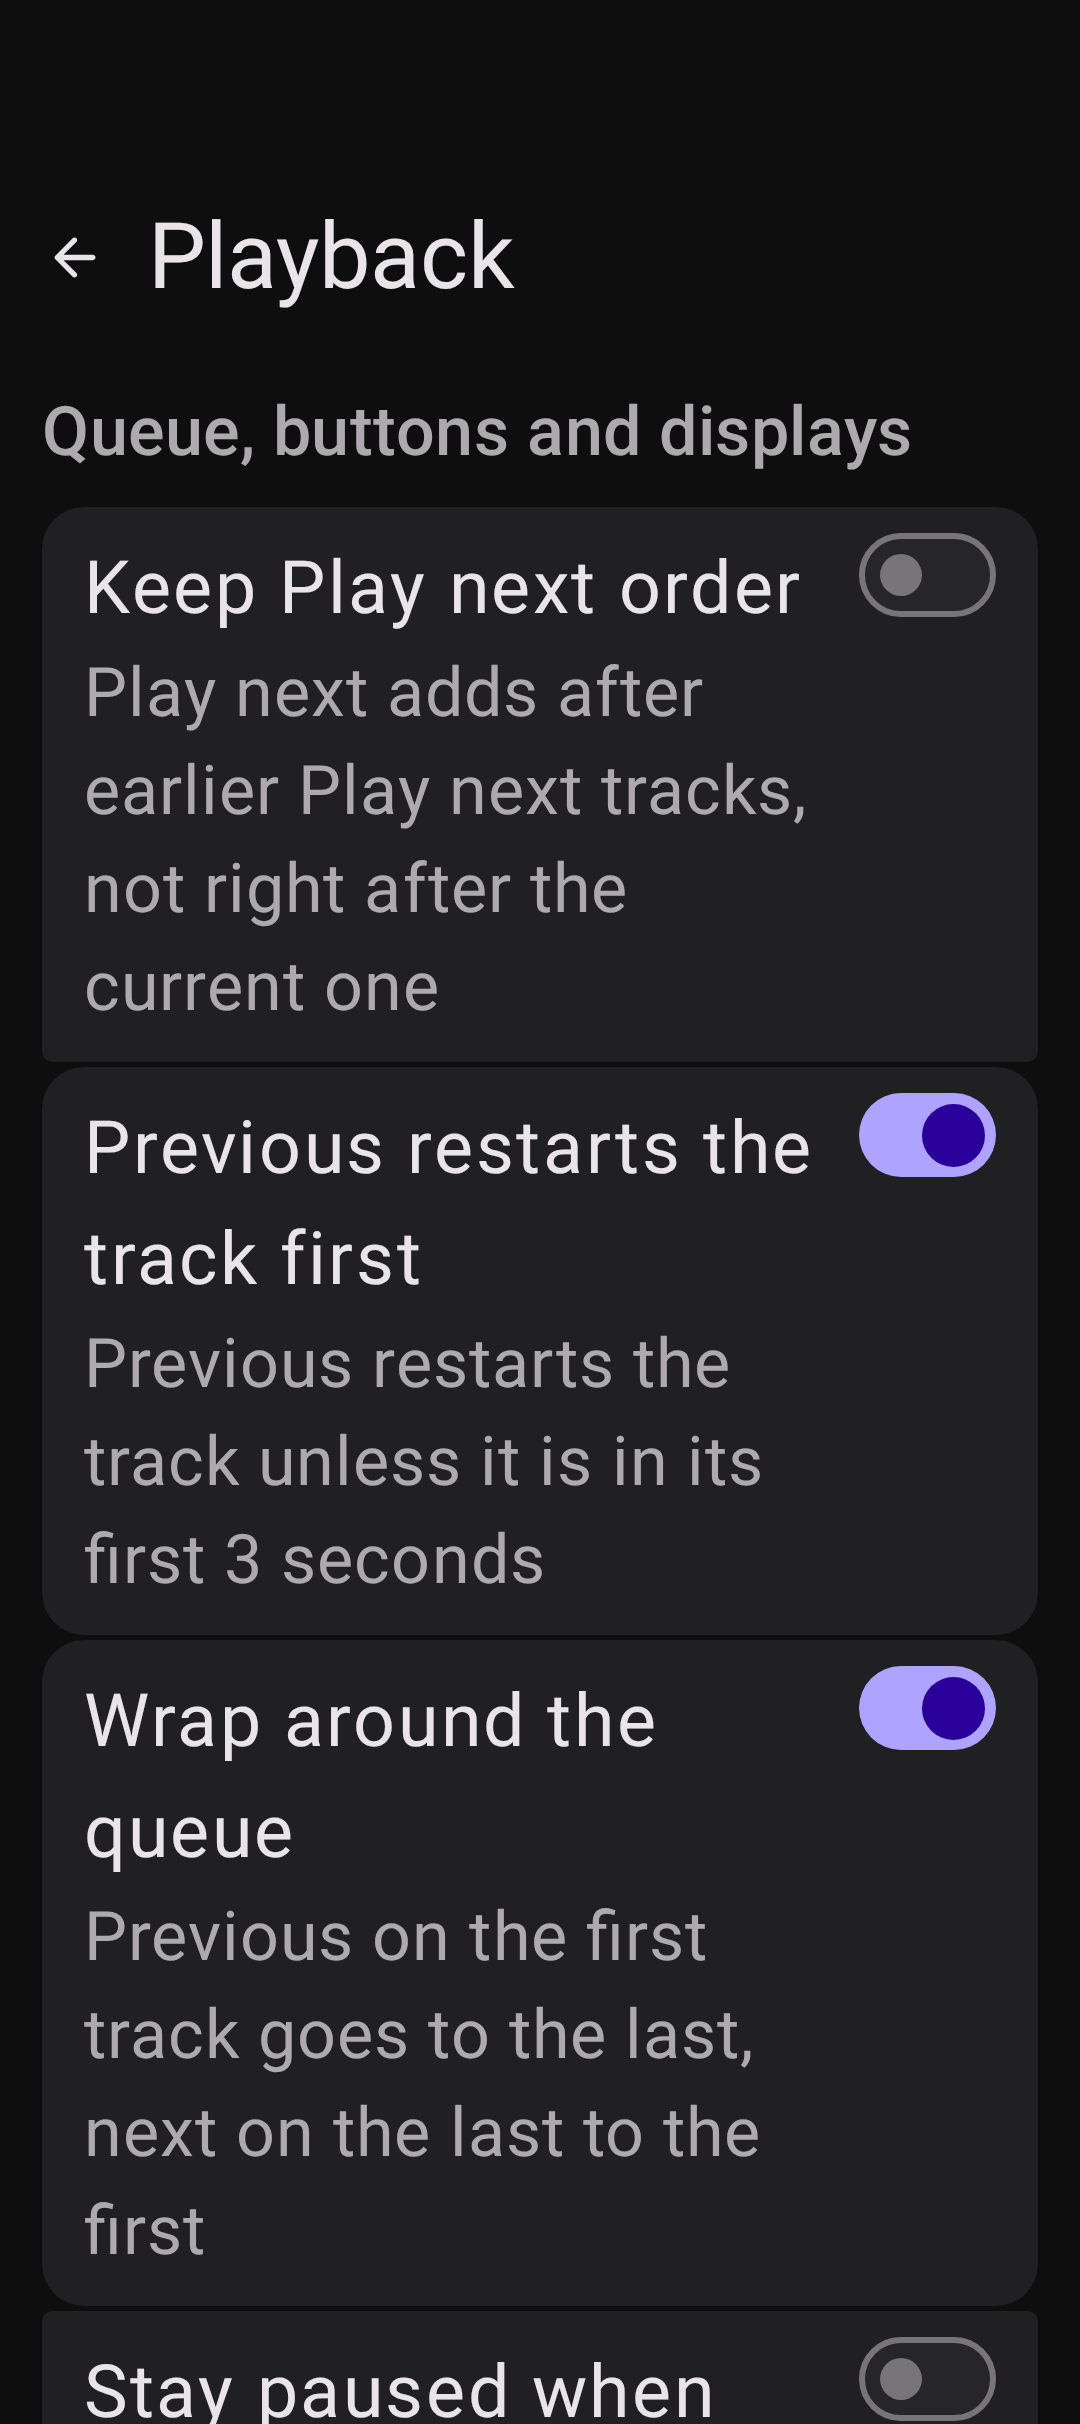 Playback
Queue, buttons and displays
Keep Play next order
Play next adds after
earlier Play next tracks,
not right after the
current one
Previous restarts the
track first
Previous restarts the
track unless it is in its
first 3 seconds
Wrap around the
queue
Previous on the first
track goes to the last,
next on the last to the
first
Stay paused when